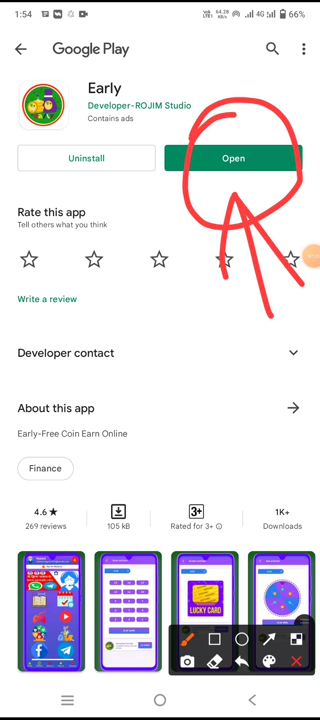 1:54
64.28
KB/s
4G
66%
Google Play
Early
Developer-ROJIM Studio
Contains ads
Uninstall
Open
Rate this app
Tell others what you think
Write a review
Developer contact
About this app
Early-Free Coin Earn Online
Finance
4.6★
269 reviews
105 kB
3+
Rated for 3+
1K+
Downloads
LUCKY CARD